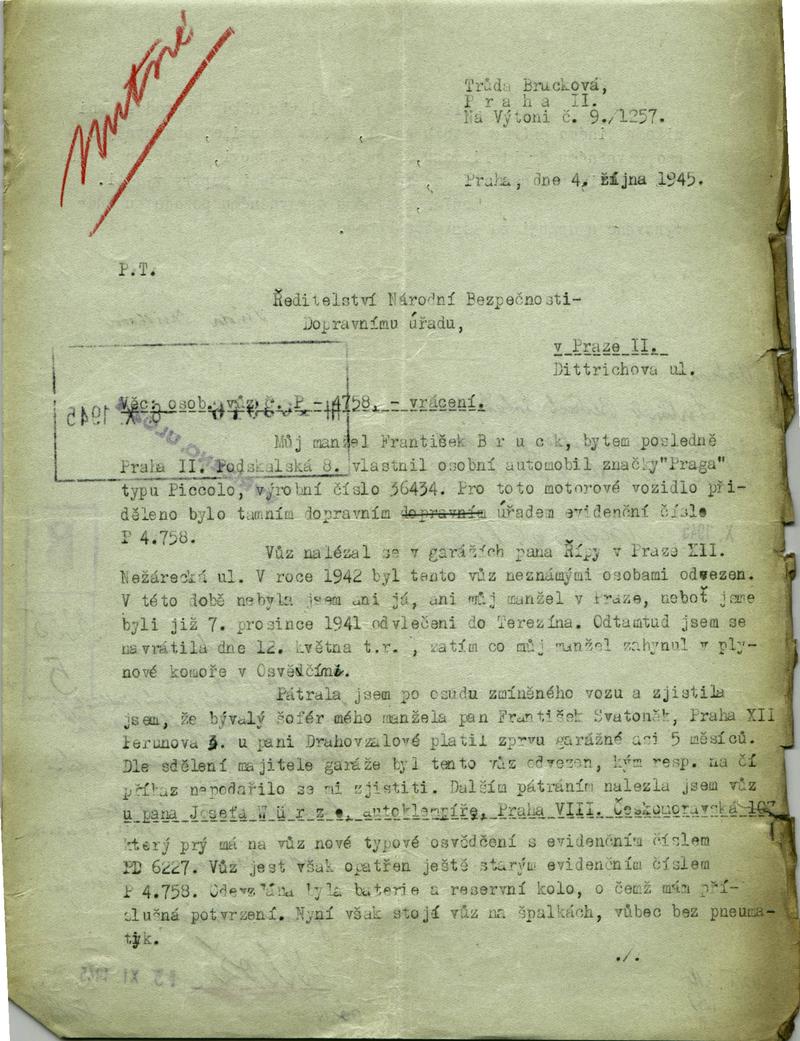 Nutné
Trůda Brucková,
P r a h a II.
Na Výtoni č. 9./1257.
Praha, dne 4. října 1945.
P.T.
Ředitelství Národní Bezpečnosti-
Dopravnímu úřadu,
v Praze II.
Dittrichova ul.
Věc: osob. vůz č. P - 4758, - vrácení.
Můj manžel František B r u c k, bytem posledně
Praha II. Podskalská 8. vlastnil osobní automobil značky "Praga"
typu Piccolo, výrobní číslo 36434. Pro toto motorové vozidlo při-
děleno bylo tamním dopravním dopravním úřadem evidenční číslo
P 4.758.
Vůz nalézal se v garážích pana Řípy v Praze XII.
Nežárecká ul. V roce 1942 byl tento vůz neznámými osobami odvezen.
V této době nebyla jsem ani já, ani můj manžel v Praze, neboť jsme
byli již 7. prosince 1941 odvlečeni do Terezína. Odtamtud jsem se
navrátila dne 12. května t.r. , zatím co můj manžel zahynul v ply-
nové komoře v Osvěčimi.
Pátrala jsem po osudu zmíněného vozu a zjistila
jsem, že bývalý šofér mého manžela pan František Svatoněk, Praha XII
Perunova 3. u paní Drahovzalové platil zprvu garážné asi 5 měsíců.
Dle sdělení majitele garáže byl tento vůz odvezen, kým resp. na čí
příkaz nepodařilo se mi zjistiti. Dalším pátráním nalezla jsem vůz
u pana Josefa W ü r z e, autoklempíře, Praha VIII. Českomoravská 107
který prý má na vůz nové typové osvědčení s evidenčním číslem
PD 6227. Vůz jest však opatřen ještě starým evidenčním číslem
P 4.758. Odevzdána byla baterie a reservní kolo, o čemž mám pří-
slušná potvrzení. Nyní však stojí vůz na špalkách, vůbec bez pneuma-
tyk.
./.